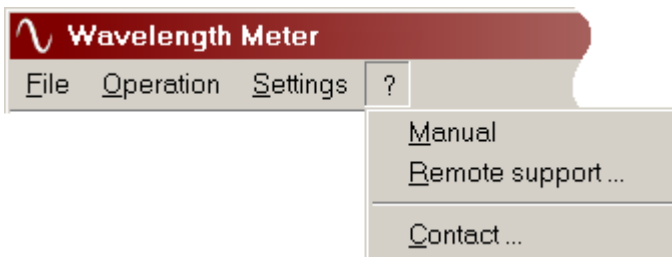 Wavelength Meter
File Operation Settings ?
Manual
Remote support ...
Contact ...